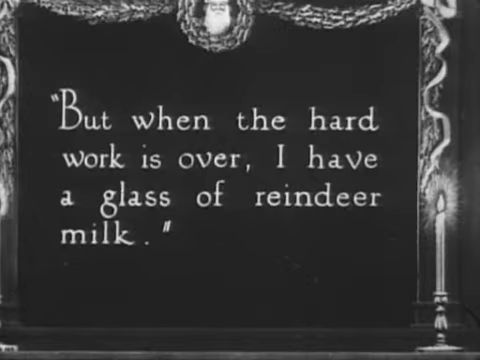 "But when the hard
work is over, I have
a glass of reindeer
milk."